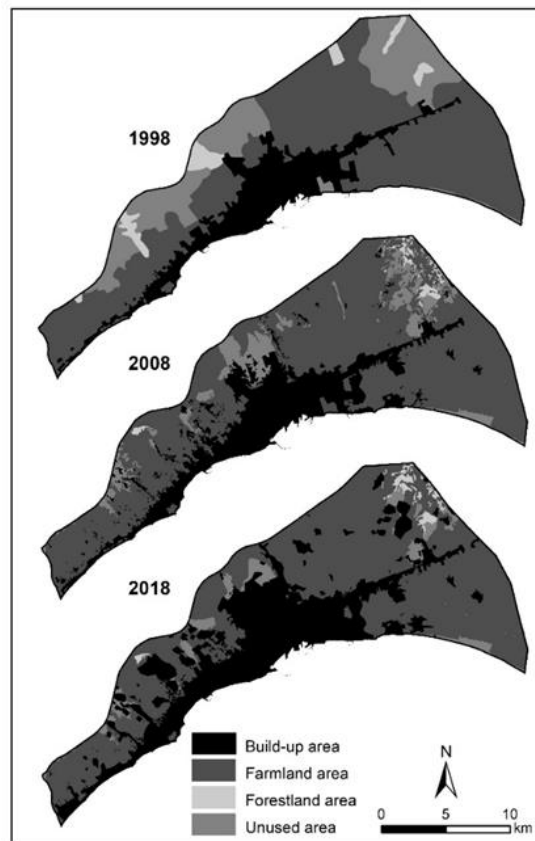 1998
2008
2018
Build-up area
Farmland area
Forestland area
Unused area
N
0 5 10
km